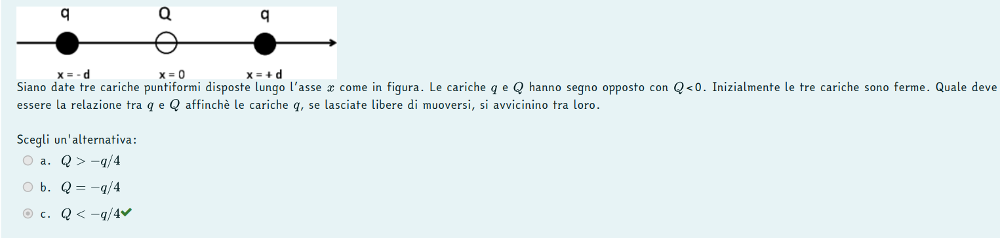 q Q q
x = - d x = 0 x = + d
Siano date tre cariche puntiformi disposte lungo l'asse x come in figura. Le cariche q e Q hanno segno opposto con Q<0. Inizialmente le tre cariche sono ferme. Quale deve
essere la relazione tra q e Q affinchè le cariche q, se lasciate libere di muoversi, si avvicinino tra loro.
Scegli un'alternativa:
a. Q > −q/4
b. Q = −q/4
c. Q < −q/4✔